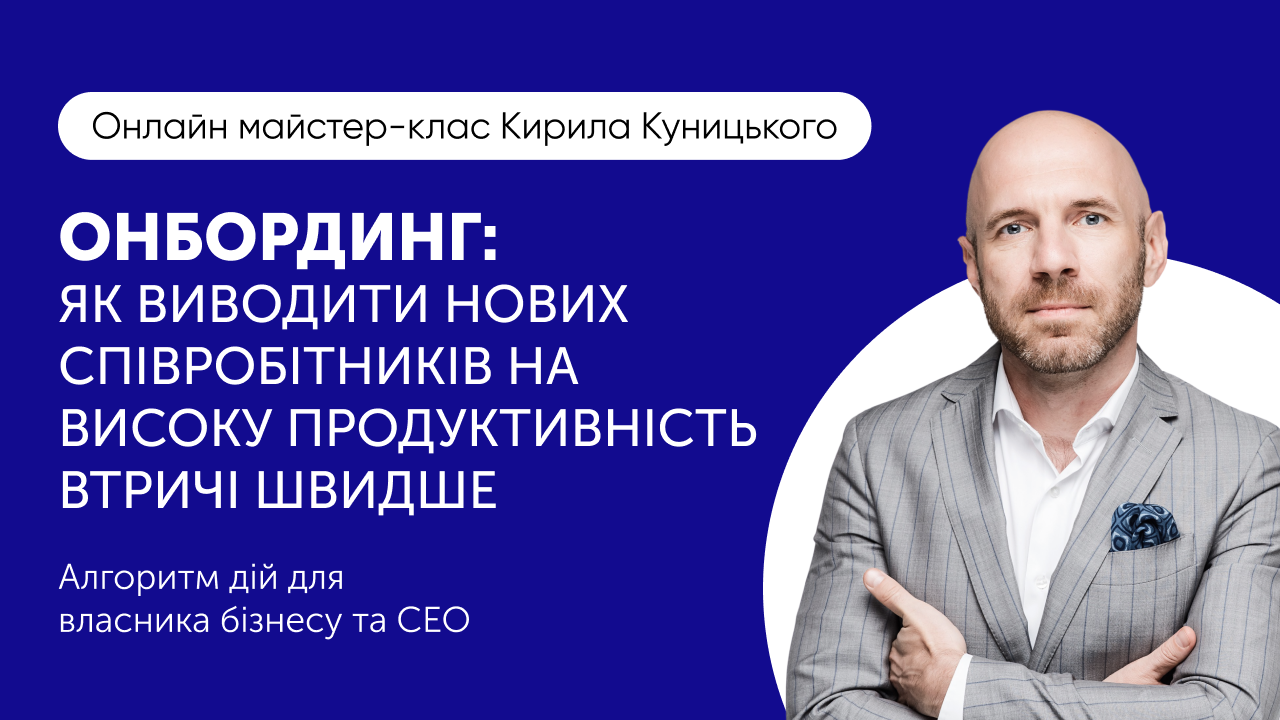 Онлайн майстер-клас Кирила Куницького
ОНБОРДИНГ:
ЯК ВИВОДИТИ НОВИХ
СПІВРОБІТНИКІВ НА
ВИСОКУ ПРОДУКТИВНІСТЬ
ВТРИЧІ ШВИДШЕ
Алгоритм дій для
власника бізнесу та СЕО